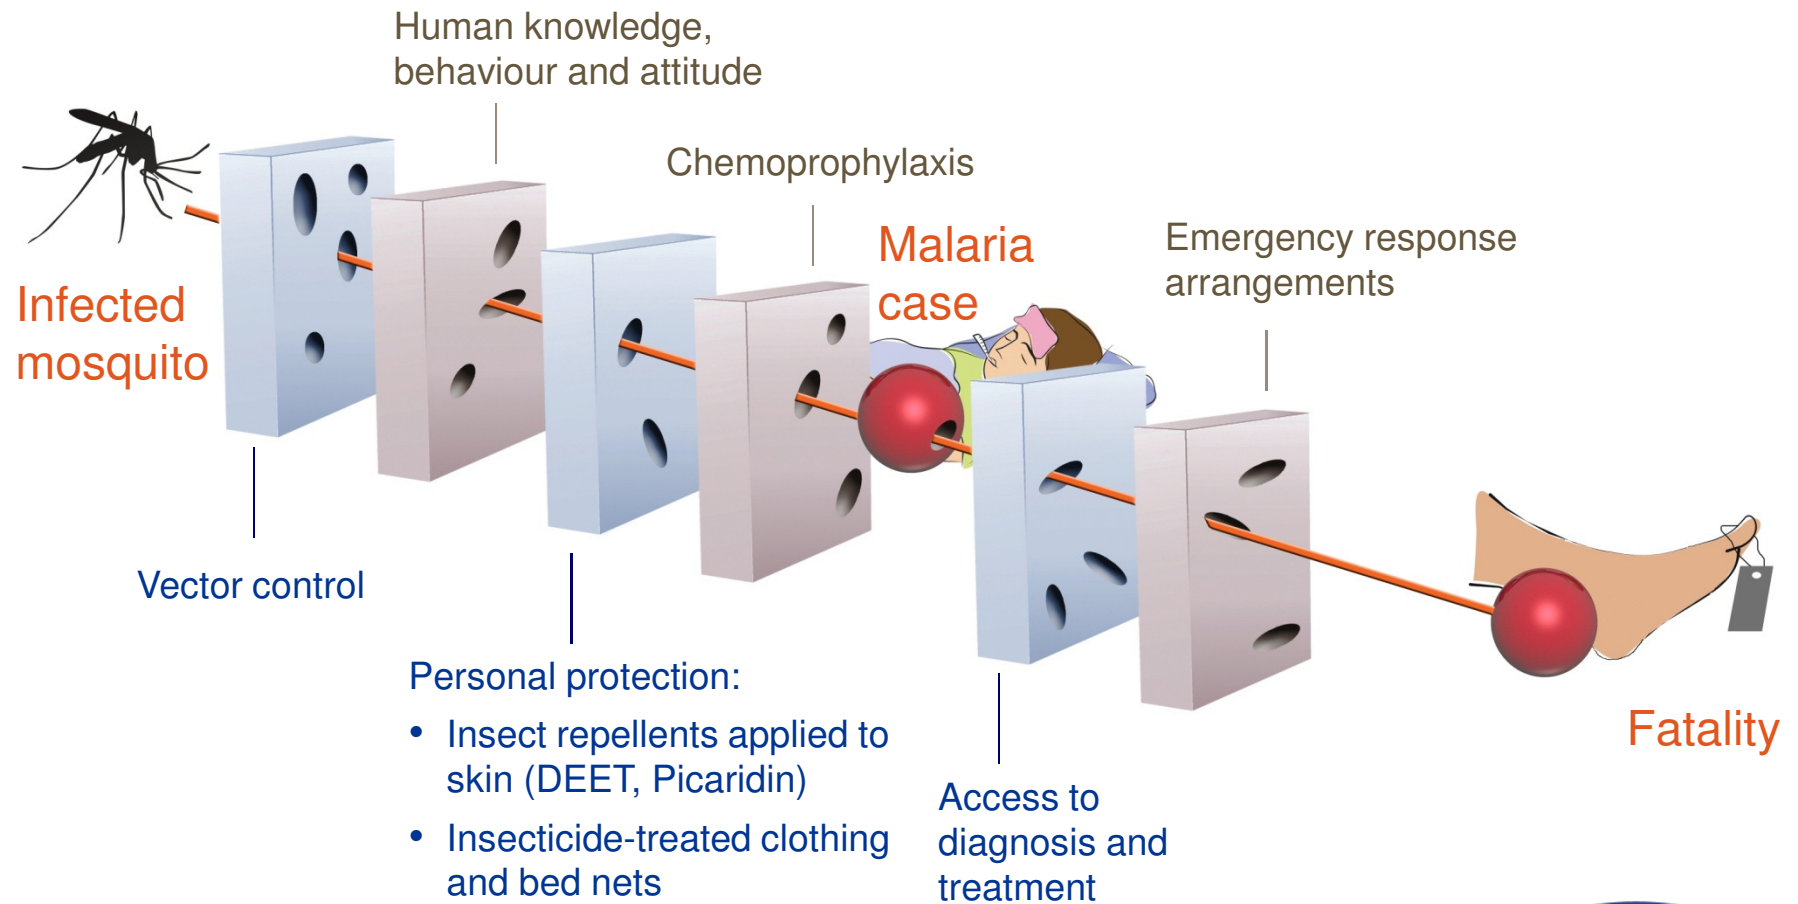 Human knowledge,
behaviour and attitude
Chemoprophylaxis
Malaria
case
Emergency response
arrangements
Infected
mosquito
Vector control
Personal protection:
• Insect repellents applied to
skin (DEET, Picaridin)
• Insecticide-treated clothing
and bed nets
Access to
diagnosis and
treatment
Fatality